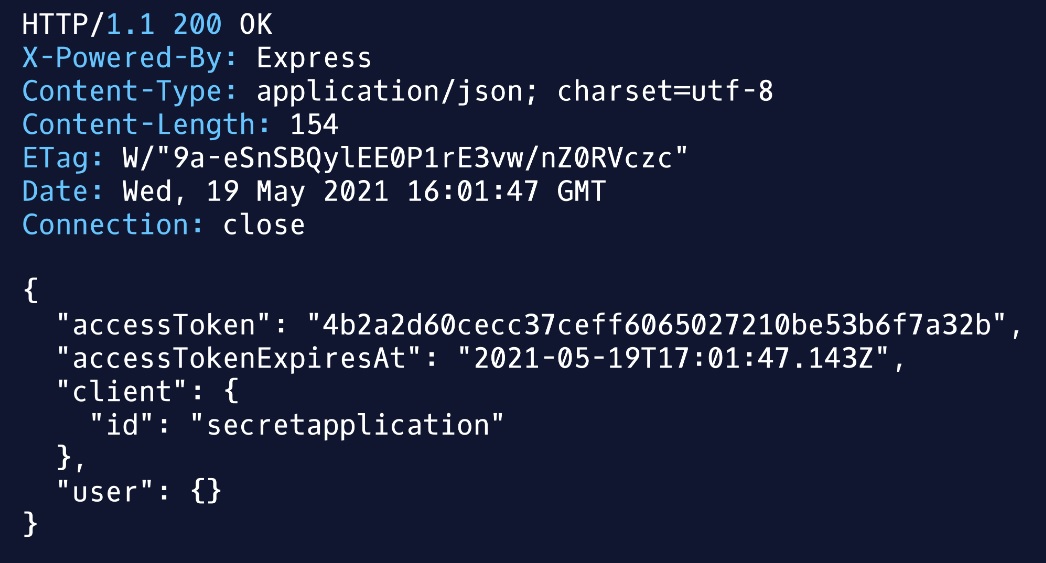 HTTP/1.1 200 OK
X-Powered-By: Express
Content-Type: application/json; charset=utf-8
Content-Length: 154
ETag: W/"9a-eSnSBQylEE0P1rE3vw/nZ0RVczc"
Date: Wed, 19 May 2021 16:01:47 GMT
Connection: close

{
  "accessToken": "4b2a2d60cecc37ceff6065027210be53b6f7a32b",
  "accessTokenExpiresAt": "2021-05-19T17:01:47.143Z",
  "client": {
    "id": "secretapplication"
  },
  "user": {}
}